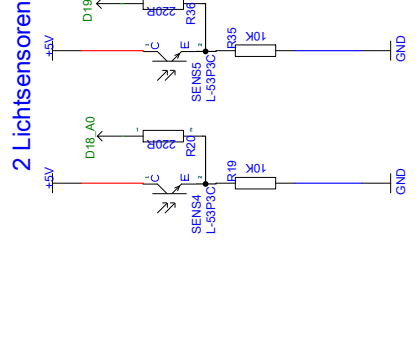 2 Lichtsensoren
D19
220R
R36
+5V
C
E
SENS5
L-53P3C
R35
10K
GND
D18_A0
220R
R20
+5V
C
E
SENS4
L-53P3C
R19
10K
GND